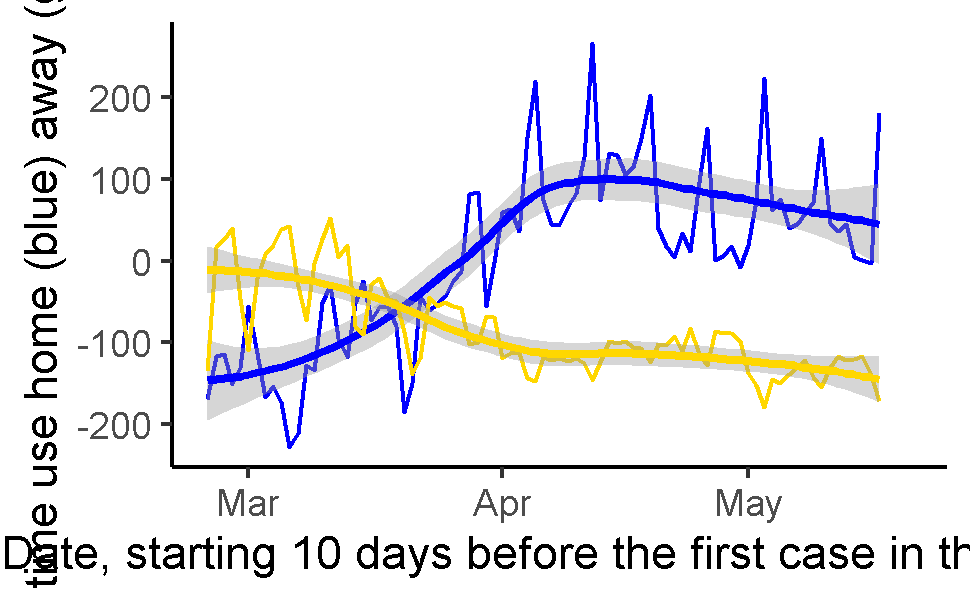 time use home (blue) away (
200
100
0
-100
-200
Mar Apr May
Date, starting 10 days before the first case in th